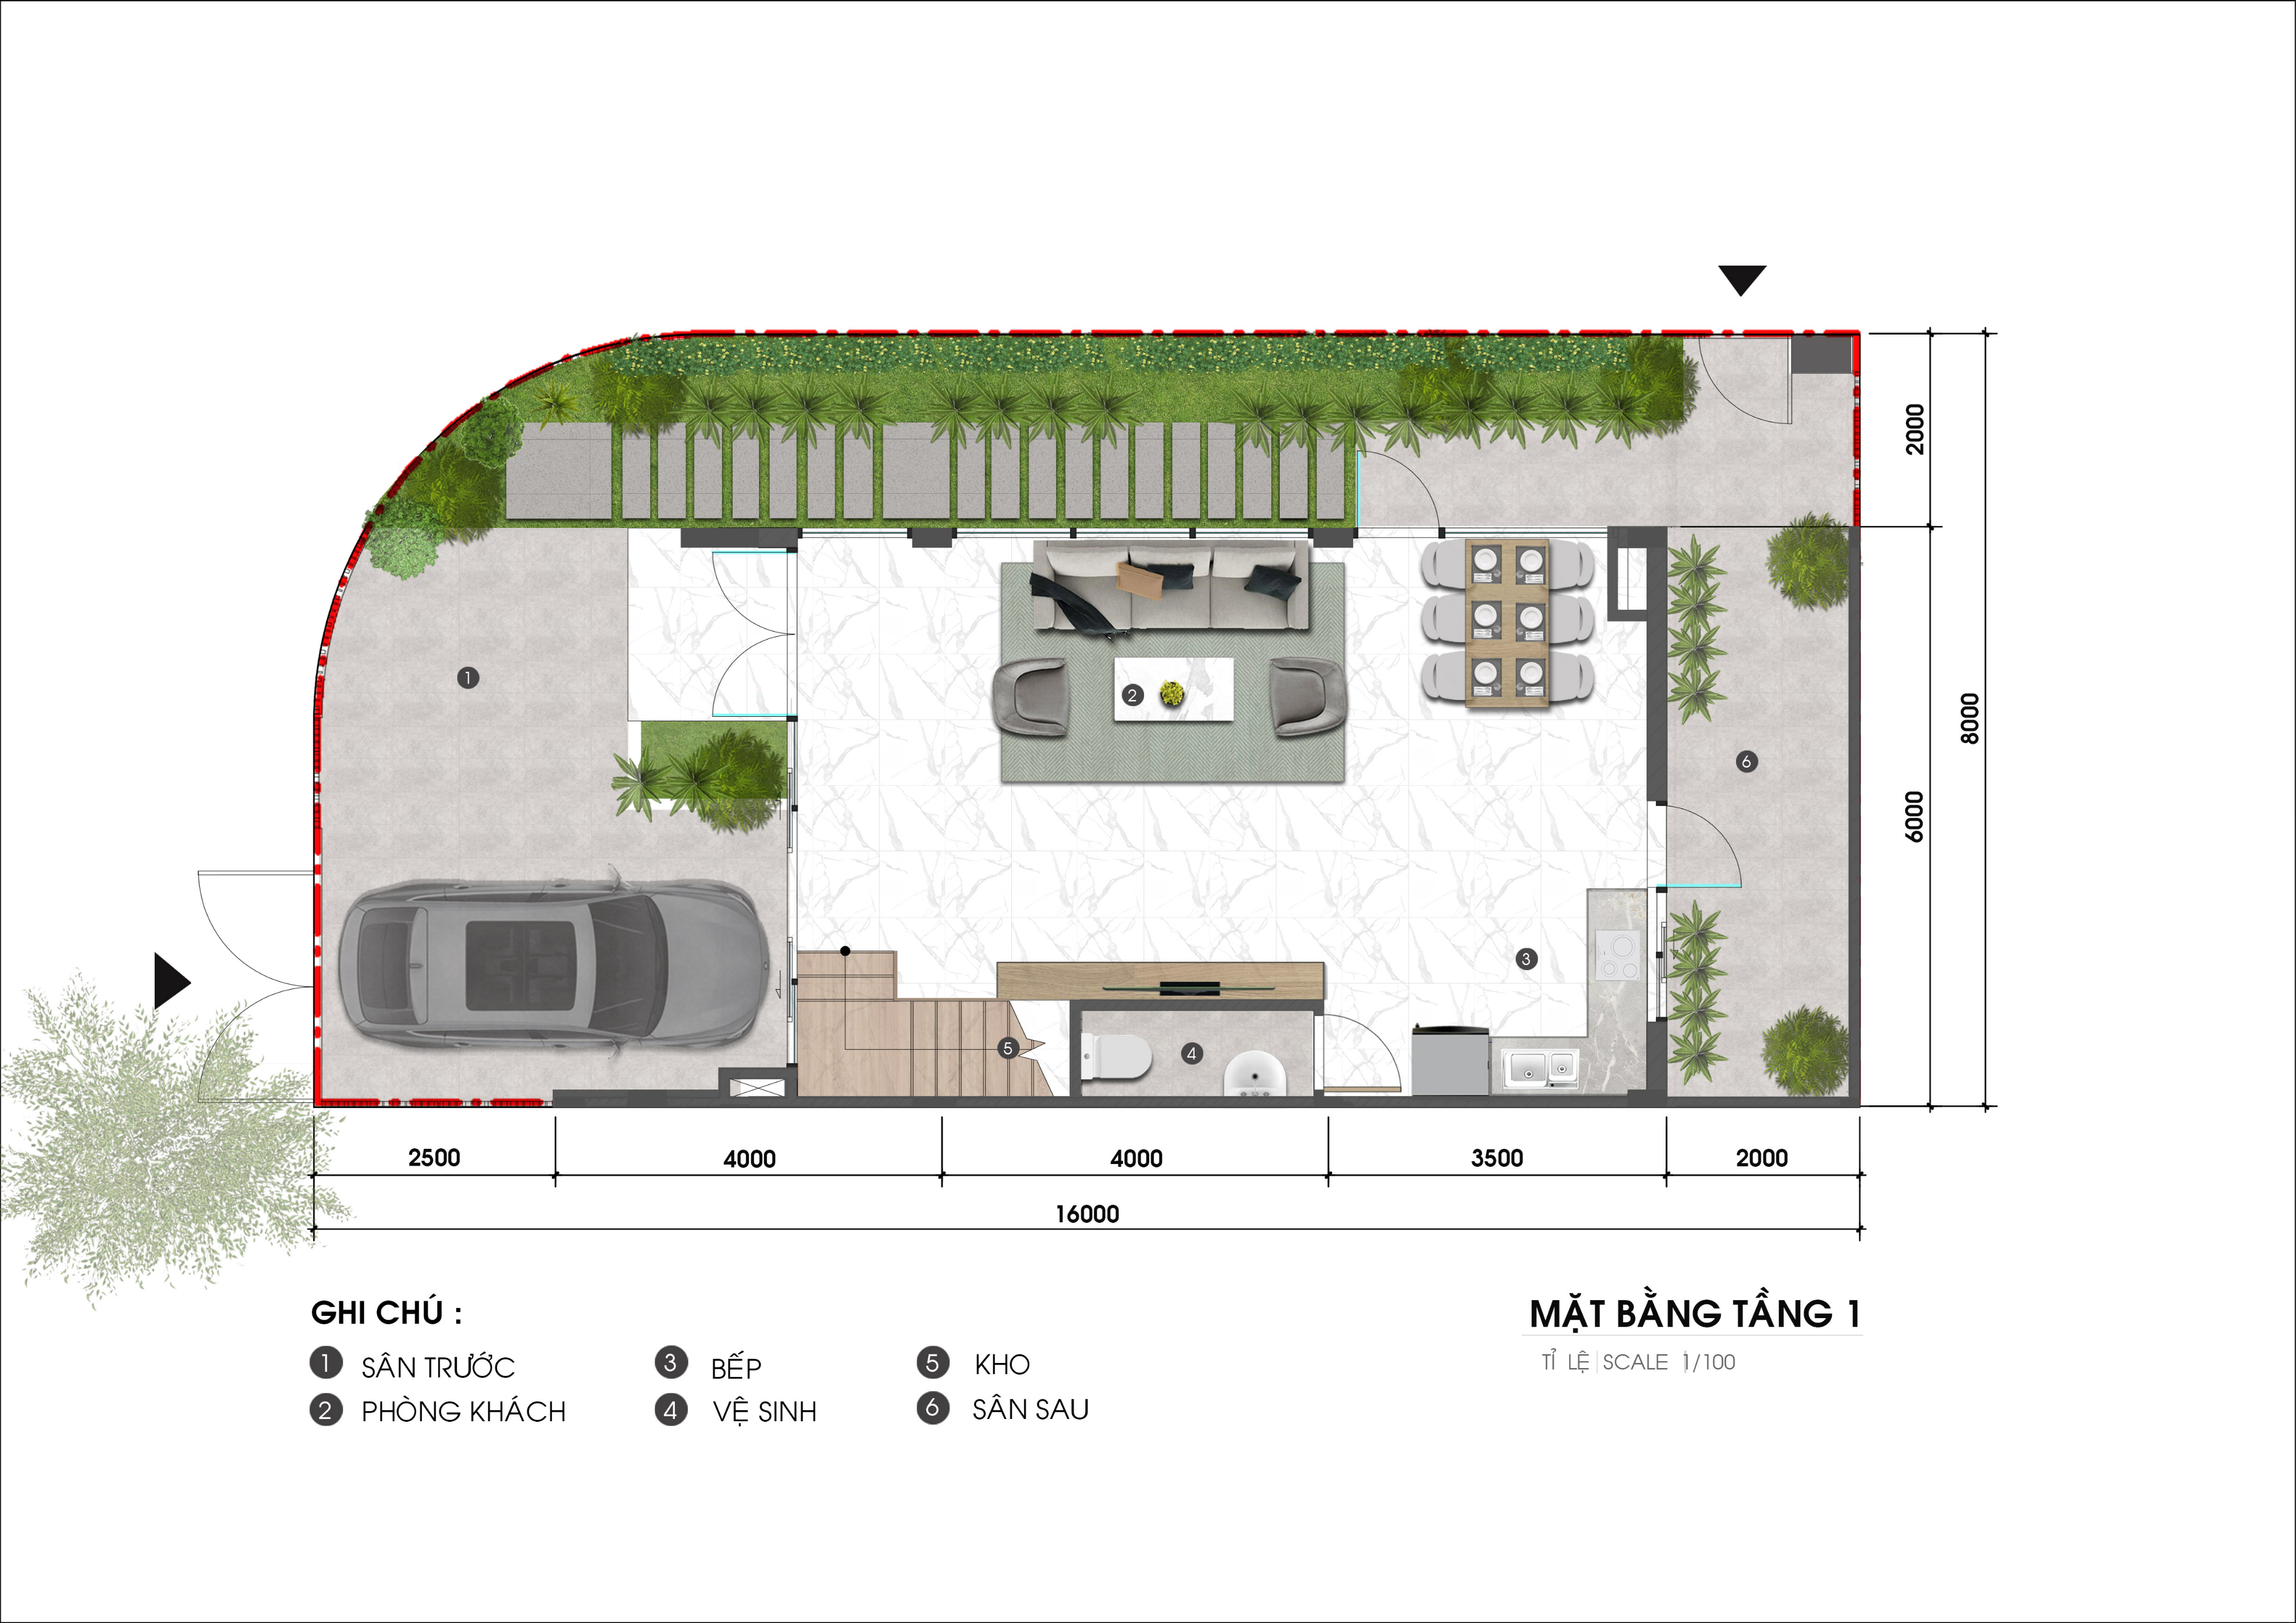 2000
8000
6000
1
2
3
4
5
6
2500
4000
4000
3500
2000
16000
GHI CHÚ :
1 SÂN TRƯỚC
2 PHÒNG KHÁCH
3 BẾP
4 VỆ SINH
5 KHO
6 SÂN SAU
MẶT BẰNG TẦNG 1
TỈ LỆ SCALE 1/100